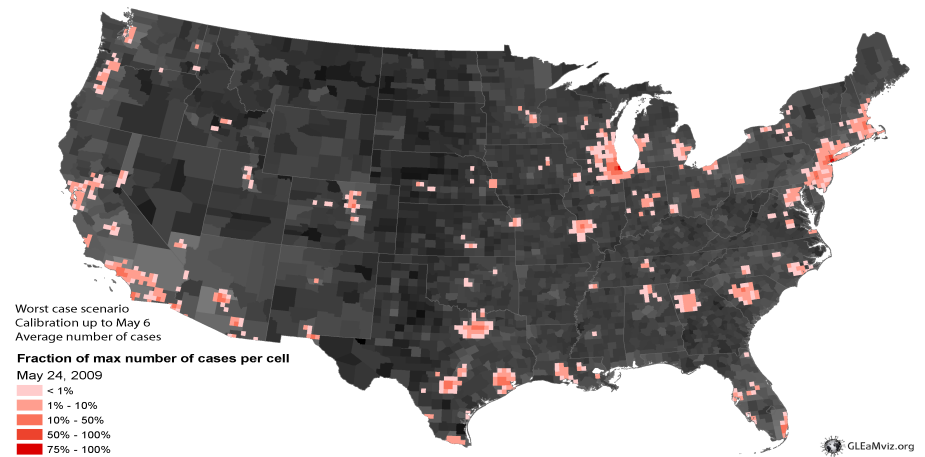 Worst case scenario
Calibration up to May 6
Average number of cases
Fraction of max number of cases per cell
May 24, 2009
< 1%
1% - 10%
10% - 50%
50% - 100%
75% - 100%
GLEaMviz.org